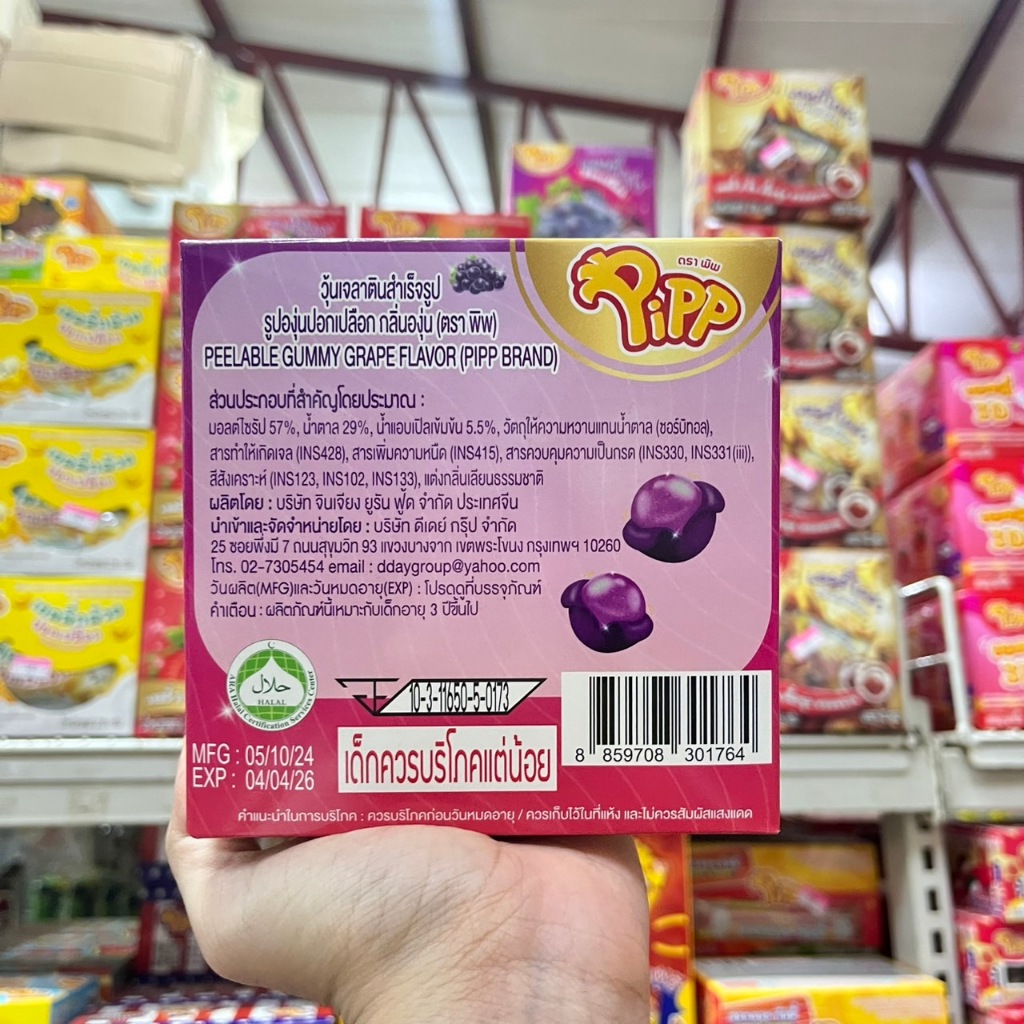 ตรา พิพ
PiPP
วุ้นเจลาตินสำเร็จรูป
รูปองุ่นปอกเปลือก กลิ่นองุ่น (ตรา พิพ)
PEELABLE GUMMY GRAPE FLAVOR (PIPP BRAND)
ส่วนประกอบที่สำคัญโดยประมาณ :
มอลต์ไซรัป 57%, น้ำตาล 29%, น้ำแอบเปิลเข้มข้น 5.5%, วัตถุให้ความหวานแทนน้ำตาล (ซอร์บิทอล),
สารทำให้เกิดเจล (INS428), สารเพิ่มความหนืด (INS415), สารควบคุมความเป็นกรด (INS330, INS331(iii)),
สีสังเคราะห์ (INS123, INS102, INS133), แต่งกลิ่นเลียนธรรมชาติ
ผลิตโดย : บริษัท จินเจียง ยูรัน ฟูด จำกัด ประเทศจีน
นำเข้าและจัดจำหน่ายโดย : บริษัท ดีเดย์ กรุ๊ป จำกัด
25 ซอยพึ่งมี 7 ถนนสุขุมวิท 93 แขวงบางจาก เขตพระโขนง กรุงเทพฯ 10260
โทร. 02-7305454 email : ddaygroup@yahoo.com
วันผลิต(MFG)และวันหมดอายุ(EXP) : โปรดดูที่บรรจุภัณฑ์
คำเตือน : ผลิตภัณฑ์นี้เหมาะกับเด็กอายุ 3 ปีขึ้นไป
حلال
HALAL
ARA Halal Certification Services Center
10-3-11650-5-0173
8 859708 301764
MFG : 05/10/24
EXP : 04/04/26
เด็กควรบริโภคแต่น้อย
คำแนะนำในการบริโภค : ควรบริโภคก่อนวันหมดอายุ / ควรเก็บไว้ในที่แห้ง และไม่ควรสัมผัสแสงแดด